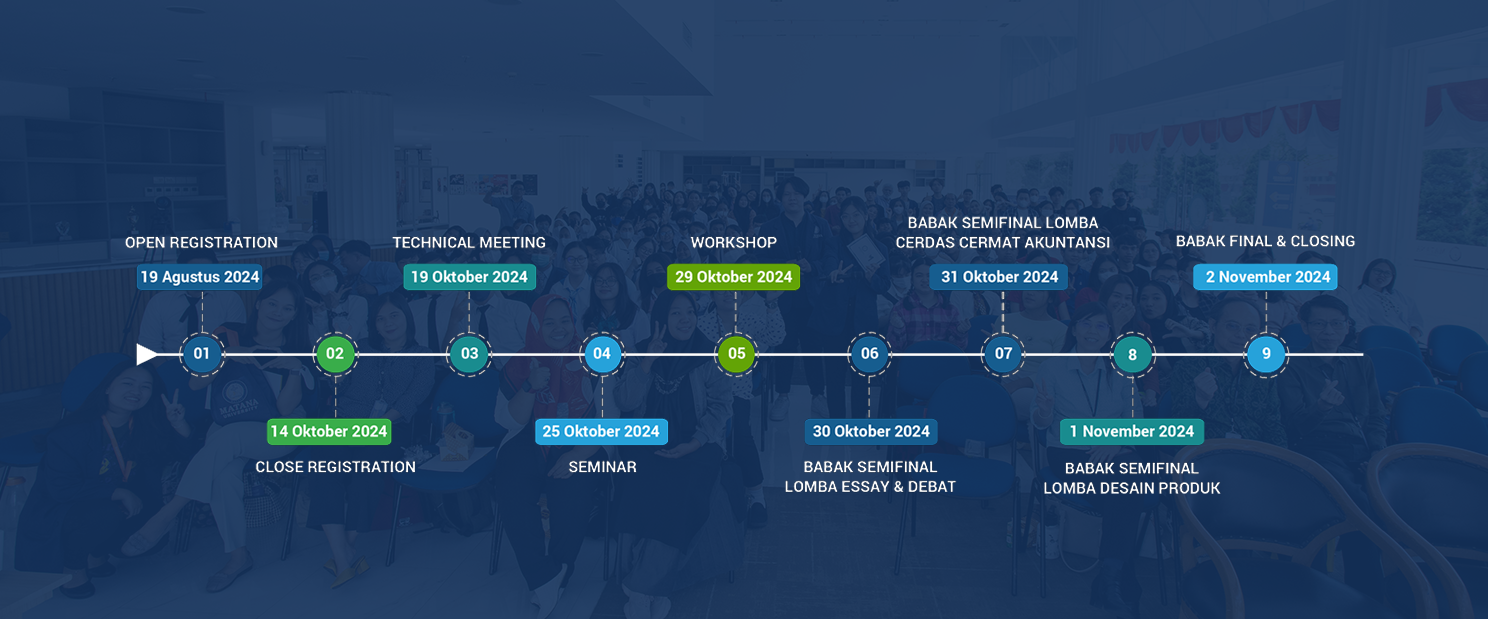 OPEN REGISTRATION
19 Agustus 2024
01
02
14 Oktober 2024
CLOSE REGISTRATION
TECHNICAL MEETING
19 Oktober 2024
03
04
25 Oktober 2024
SEMINAR
WORKSHOP
29 Oktober 2024
05
06
30 Oktober 2024
BABAK SEMIFINAL
LOMBA ESSAY & DEBAT
BABAK SEMIFINAL LOMBA
CERDAS CERMAT AKUNTANSI
31 Oktober 2024
07
8
1 November 2024
BABAK SEMIFINAL
LOMBA DESAIN PRODUK
BABAK FINAL & CLOSING
2 November 2024
9
MATANA